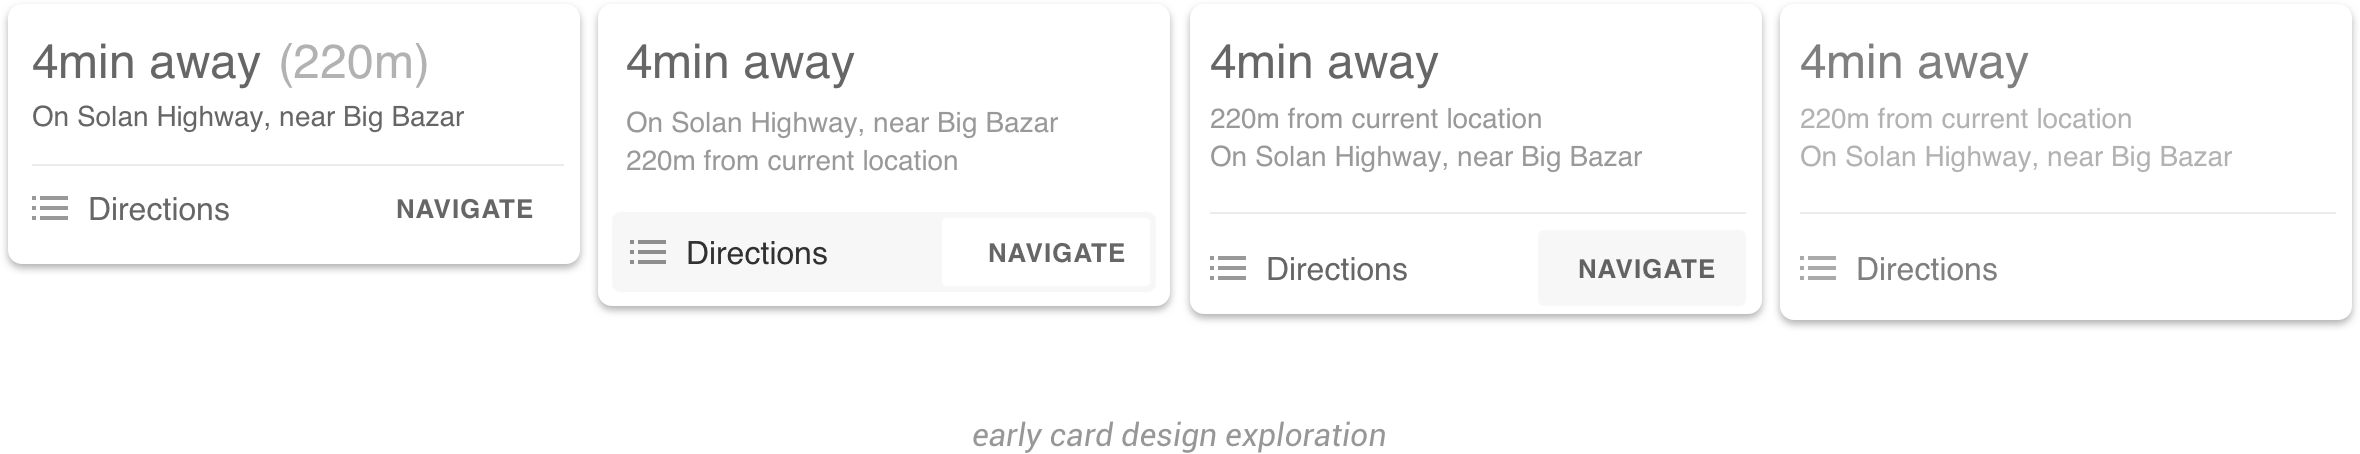 4min away (220m)
On Solan Highway, near Big Bazar
Directions
NAVIGATE
4min away
On Solan Highway, near Big Bazar
220m from current location
Directions
NAVIGATE
4min away
220m from current location
On Solan Highway, near Big Bazar
Directions
NAVIGATE
4min away
220m from current location
On Solan Highway, near Big Bazar
Directions
early card design exploration